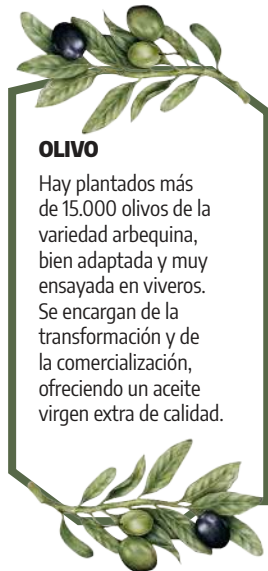 OLIVO
Hay plantados más
de 15.000 olivos de la
variedad arbequina,
bien adaptada y muy
ensayada en viveros.
Se encargan de la
transformación y de
la comercialización,
ofreciendo un aceite
virgen extra de calidad.